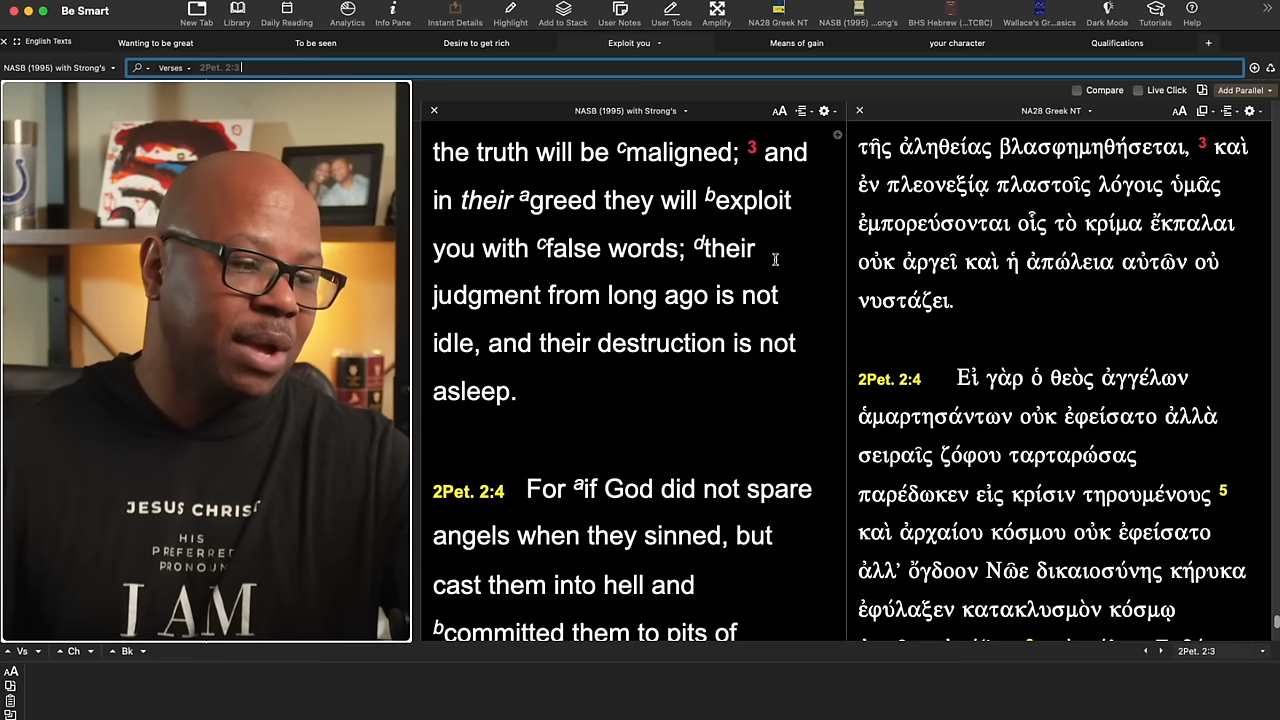 Be Smart
New Tab
Library
Daily Reading
Analytics
Info Pane
Instant Details
Highlight
Add to Stack
User Notes
User Tools
Amplify
NA28 Greek NT
NASB (1995) ...ong's
BHS Hebrew (...TCBC)
Wallace's Gr...asics
Dark Mode
Tutorials
Help
English Texts
Wanting to be great
To be seen
Desire to get rich
Exploit you
Means of gain
your character
Qualifications
NASB (1995) with Strong's
Verses
2Pet. 2:3
Compare
Live Click
Add Parallel
NASB (1995) with Strong's
the truth will be cmaligned; 3 and
in their agreed they will bexploit
you with cfalse words; dtheir
judgment from long ago is not
idle, and their destruction is not
asleep.
2Pet. 2:4 For aif God did not spare
angels when they sinned, but
cast them into hell and
bcommitted them to pits of
NA28 Greek NT
τῆς ἀληθείας βλασφημηθήσεται, 3 καὶ
ἐν πλεονεξίᾳ πλαστοῖς λόγοις ὑμᾶς
ἐμπορεύσονται οἷς τὸ κρίμα ἔκπαλαι
οὐκ ἀργεῖ καὶ ἡ ἀπώλεια αὐτῶν οὐ
νυστάζει.
2Pet. 2:4 Εἰ γὰρ ὁ θεὸς ἀγγέλων
ἁμαρτησάντων οὐκ ἐφείσατο ἀλλὰ
σειραῖς ζόφου ταρταρώσας
παρέδωκεν εἰς κρίσιν τηρουμένους 5
καὶ ἀρχαίου κόσμου οὐκ ἐφείσατο
ἀλλ’ ὄγδοον Νῶε δικαιοσύνης κήρυκα
ἐφύλαξεν κατακλυσμὸν κόσμῳ
JESUS CHRIST
HIS
PREFERRED
PRONOUN
I AM
Vs
Ch
Bk
2Pet. 2:3